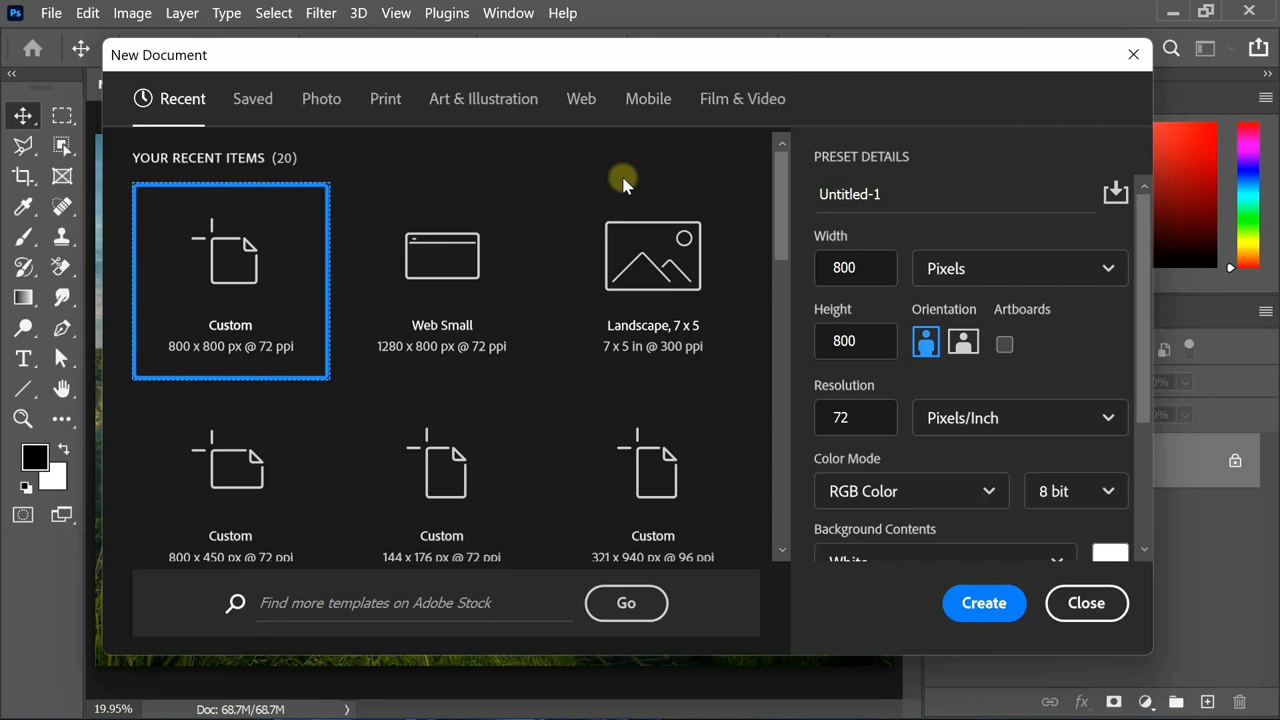 Ps File Edit Image Layer Type Select Filter 3D View Plugins Window Help
New Document
Recent Saved Photo Print Art & Illustration Web Mobile Film & Video
YOUR RECENT ITEMS (20)
Custom
800 x 800 px @ 72 ppi
Web Small
1280 x 800 px @ 72 ppi
Landscape, 7 x 5
7 x 5 in @ 300 ppi
Custom
800 x 450 px @ 72 ppi
Custom
144 x 176 px @ 72 ppi
Custom
321 x 940 px @ 96 ppi
Find more templates on Adobe Stock
Go
PRESET DETAILS
Untitled-1
Width
800 Pixels
Height Orientation Artboards
800
Resolution
72 Pixels/Inch
Color Mode
RGB Color 8 bit
Background Contents
White
Create Close
19.95% Doc: 68.7M/68.7M